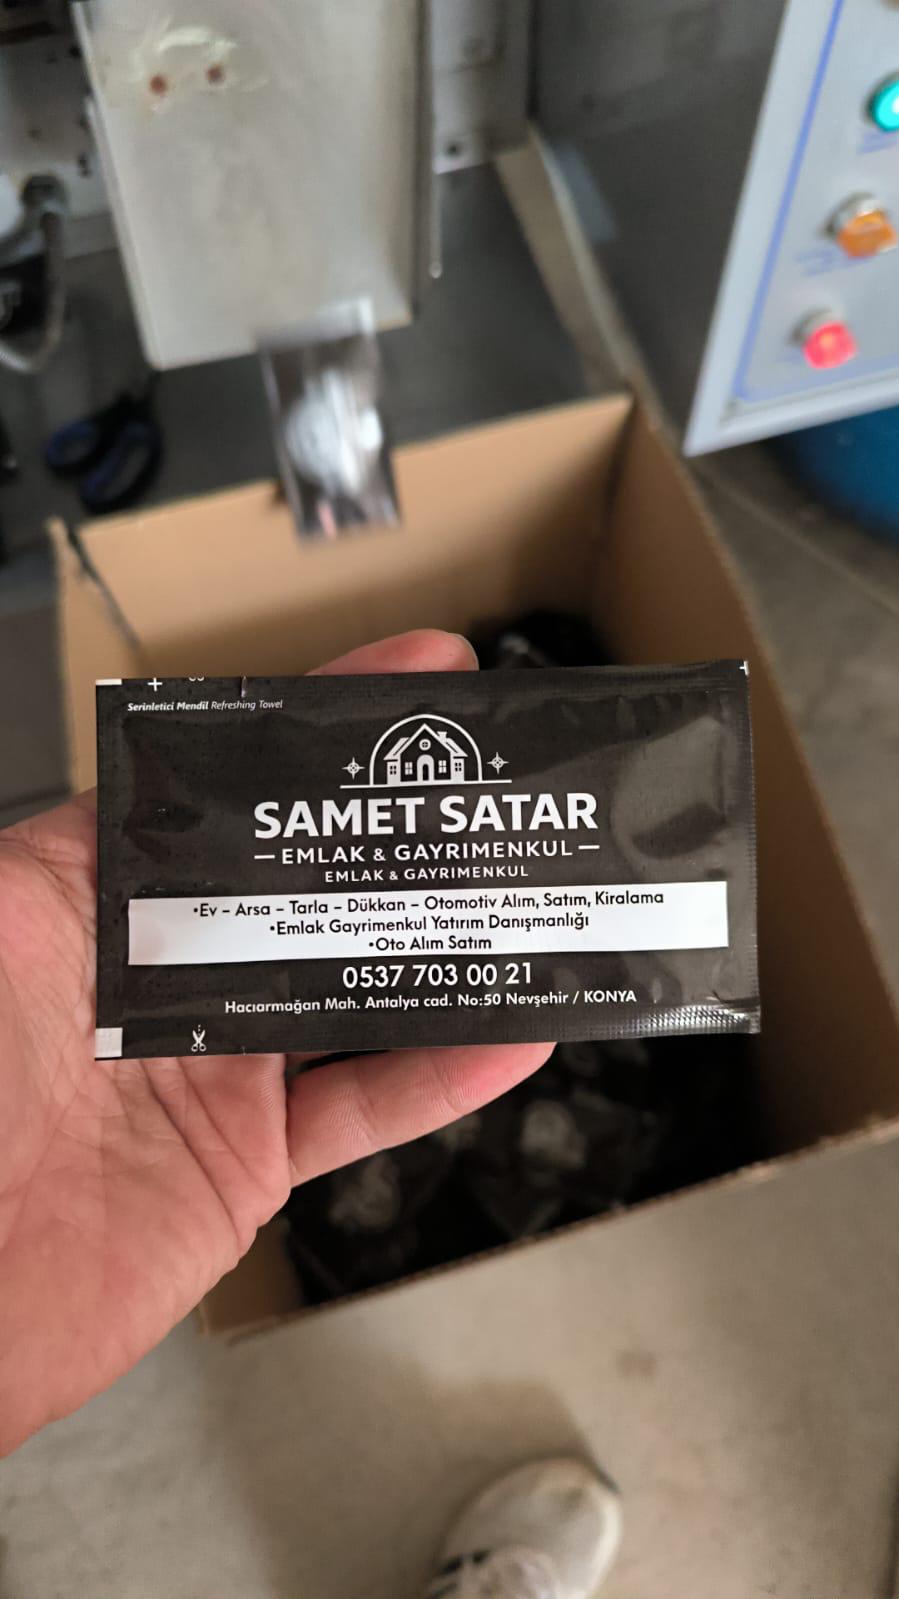 Serinletici Mendil Refreshing Towel
SAMET SATAR
EMLAK & GAYRIMENKUL
EMLAK & GAYRIMENKUL
•Ev – Arsa – Tarla – Dükkan – Otomotiv Alım, Satım, Kiralama
•Emlak Gayrimenkul Yatırım Danışmanlığı
•Oto Alım Satım
0537 703 00 21
Hacıarmağan Mah. Antalya cad. No:50 Nevşehir / KONYA